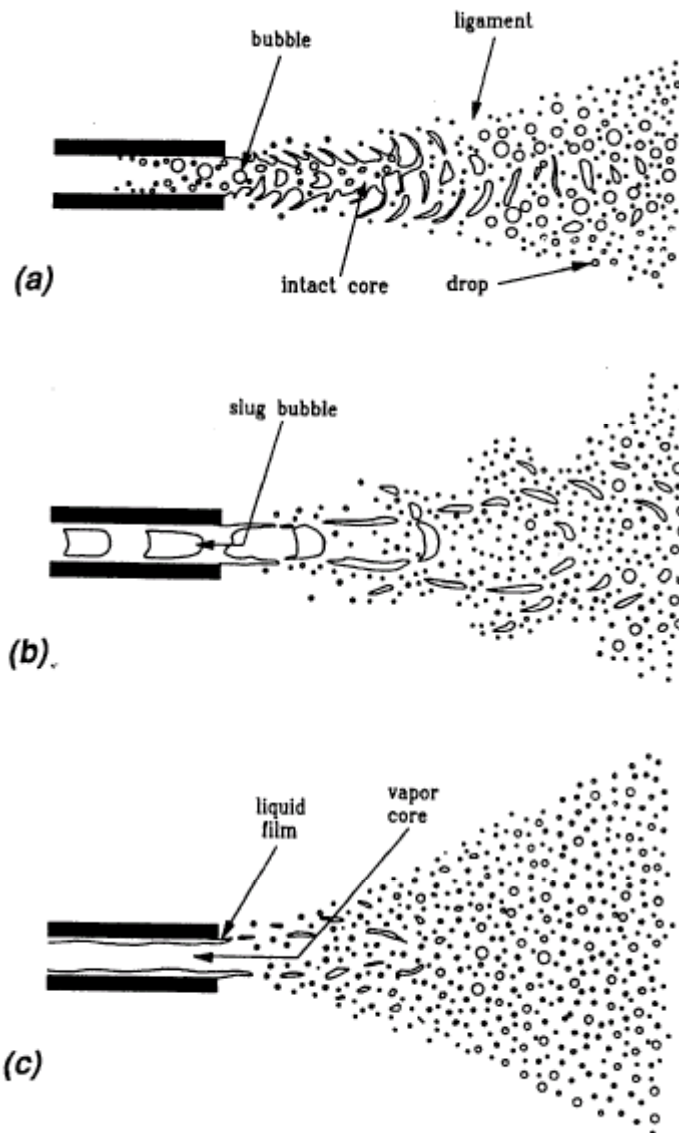 ligament
bubble
intact core
drop
(a)
slug bubble
(b)
vapor
core
liquid
film
(c)